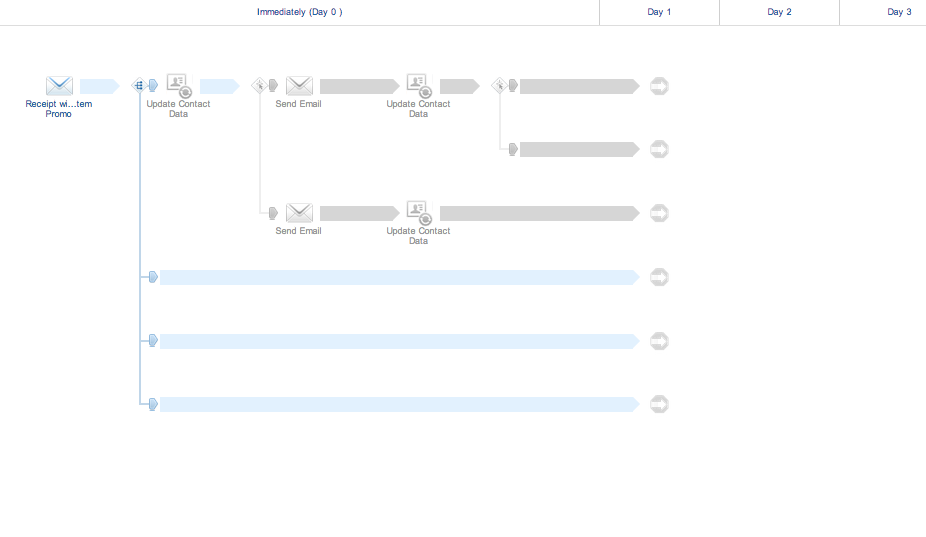 Immediately (Day 0 )
Day 1
Day 2
Day 3
Receipt wi...tem
Promo
Update Contact
Data
Send Email
Update Contact
Data
Send Email
Update Contact
Data